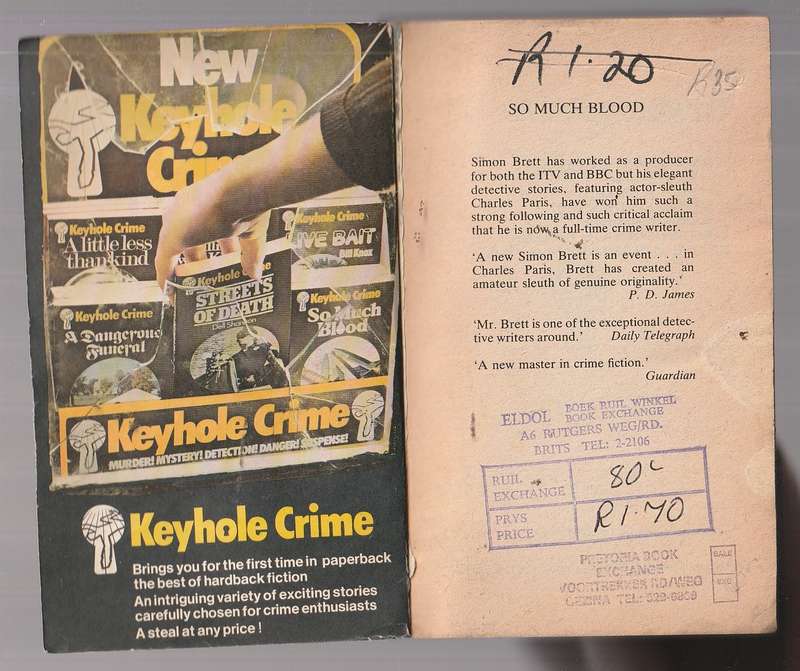 New
Keyhole
Crime
Keyhole Crime
A little less
than kind
Keyhole Crime
LIVE BAIT
Bill Knox
Keyhole Crime
STREETS
OF DEATH
Dell Shannon
Keyhole Crime
A Dangerous
Funeral
Keyhole Crime
So Much
Blood
Keyhole Crime
MURDER! MYSTERY! DETECTION! DANGER! SUSPENSE!
Keyhole Crime
Brings you for the first time in paperback
the best of hardback fiction
An intriguing variety of exciting stories
carefully chosen for crime enthusiasts
A steal at any price !
R 1.20
R35
SO MUCH BLOOD
Simon Brett has worked as a producer
for both the ITV and BBC but his elegant
detective stories, featuring actor-sleuth
Charles Paris, have won him such a
strong following and such critical acclaim
that he is now a full-time crime writer.
‘A new Simon Brett is an event . . . in
Charles Paris, Brett has created an
amateur sleuth of genuine originality.’
P. D. James
‘Mr. Brett is one of the exceptional detec-
tive writers around.’ Daily Telegraph
‘A new master in crime fiction.’
Guardian
ELDOL BOEK RUIL WINKEL
BOOK EXCHANGE
A6 RUTGERS WEG/RD.
BRITS TEL: 2-2106
RUIL
EXCHANGE
80c
PRYS
PRICE
R1.70
PRETORIA BOOK
EXCHANGE
VOORTREKKER RD/WEG
GEZINA TEL:
SALE
EXC